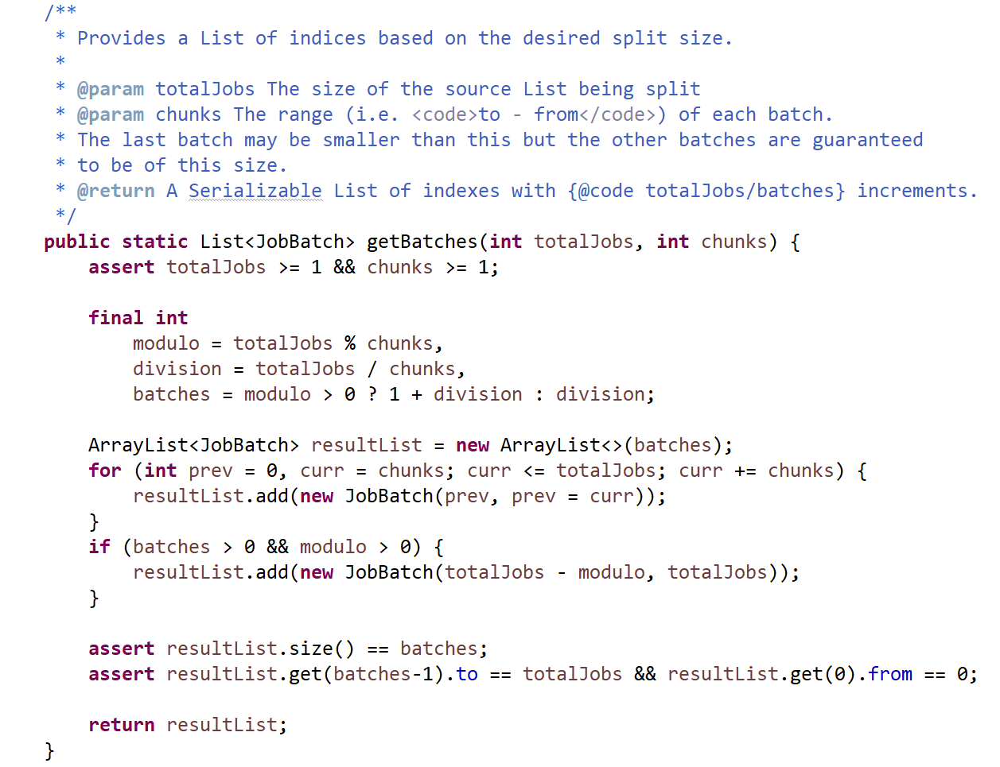 /**
 * Provides a List of indices based on the desired split size.
 *
 * @param totalJobs The size of the source List being split
 * @param chunks The range (i.e. <code>to - from</code>) of each batch.
 * The last batch may be smaller than this but the other batches are guaranteed
 * to be of this size.
 * @return A Serializable List of indexes with {@code totalJobs/batches} increments.
 */
public static List<JobBatch> getBatches(int totalJobs, int chunks) {
    assert totalJobs >= 1 && chunks >= 1;

    final int
        modulo = totalJobs % chunks,
        division = totalJobs / chunks,
        batches = modulo > 0 ? 1 + division : division;

    ArrayList<JobBatch> resultList = new ArrayList<>(batches);
    for (int prev = 0, curr = chunks; curr <= totalJobs; curr += chunks) {
        resultList.add(new JobBatch(prev, prev = curr));
    }
    if (batches > 0 && modulo > 0) {
        resultList.add(new JobBatch(totalJobs - modulo, totalJobs));
    }

    assert resultList.size() == batches;
    assert resultList.get(batches-1).to == totalJobs && resultList.get(0).from == 0;

    return resultList;
}